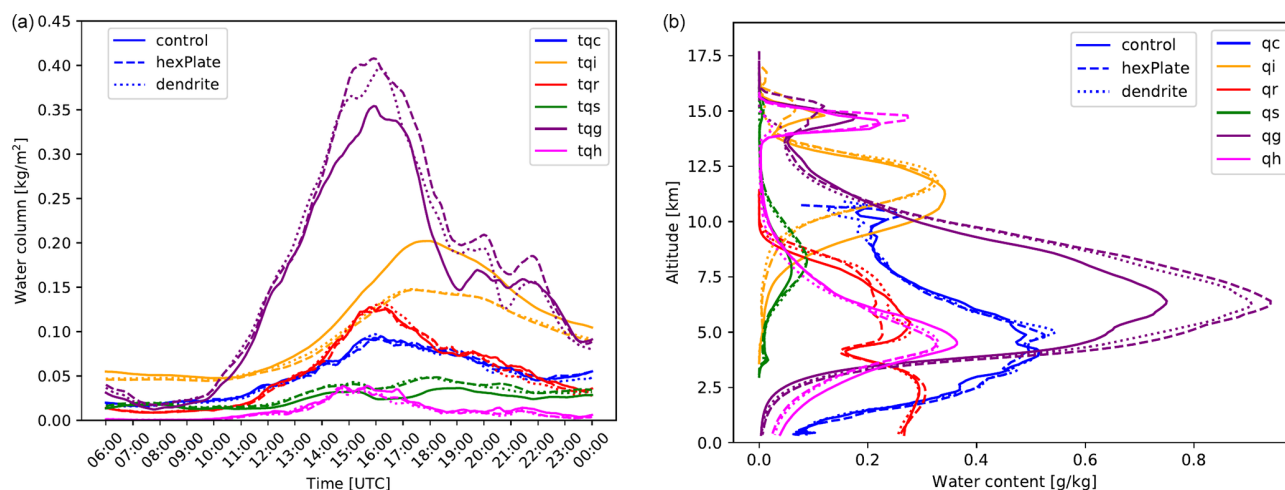 (a)
0.45
0.40
0.35
0.30
0.25
0.20
0.15
0.10
0.05
0.00
Water column [kg/m²]
control
hexPlate
dendrite
tqc
tqi
tqr
tqs
tqg
tqh
06:00
07:00
08:00
09:00
10:00
11:00
12:00
13:00
14:00
15:00
16:00
17:00
18:00
19:00
20:00
21:00
22:00
23:00
00:00
Time [UTC]
(b)
17.5
15.0
12.5
10.0
7.5
5.0
2.5
0.0
Altitude [km]
control
hexPlate
dendrite
qc
qi
qr
qs
qg
qh
0.0
0.2
0.4
0.6
0.8
Water content [g/kg]